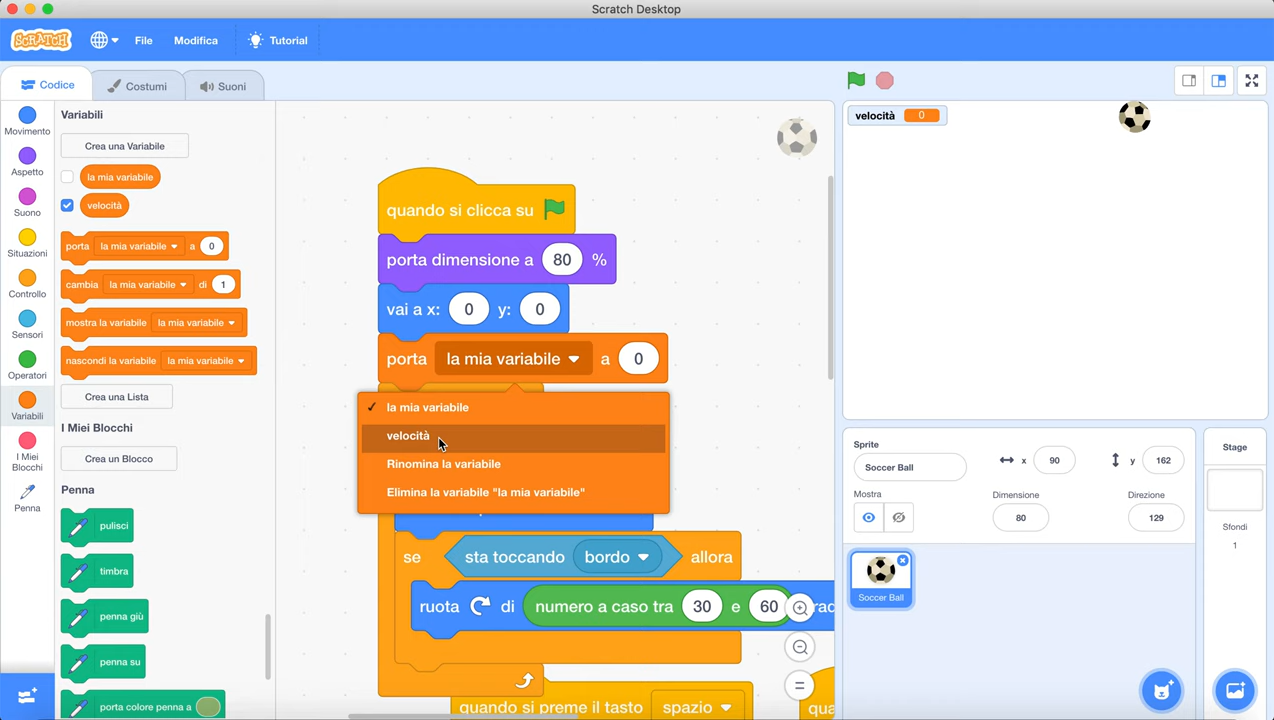 Scratch Desktop
SCRATCH
File
Modifica
Tutorial
Codice
Costumi
Suoni
Movimento
Aspetto
Suono
Situazioni
Controllo
Sensori
Operatori
Variabili
I Miei
Blocchi
Penna
Variabili
Crea una Variabile
la mia variabile
velocità
porta la mia variabile a 0
cambia la mia variabile di 1
mostra la variabile la mia variabile
nascondi la variabile la mia variabile
Crea una Lista
I Miei Blocchi
Crea un Blocco
Penna
pulisci
timbra
penna giù
penna su
porta colore penna a
quando si clicca su
porta dimensione a 80 %
vai a x: 0 y: 0
porta la mia variabile a 0
✓ la mia variabile
velocità
Rinomina la variabile
Elimina la variabile "la mia variabile"
se sta toccando bordo allora
ruota di numero a caso tra 30 e 60
quando si preme il tasto spazio
velocità 0
Sprite
Soccer Ball
x 90
y 162
Mostra
Dimensione
80
Direzione
129
Soccer Ball
Stage
Sfondi
1